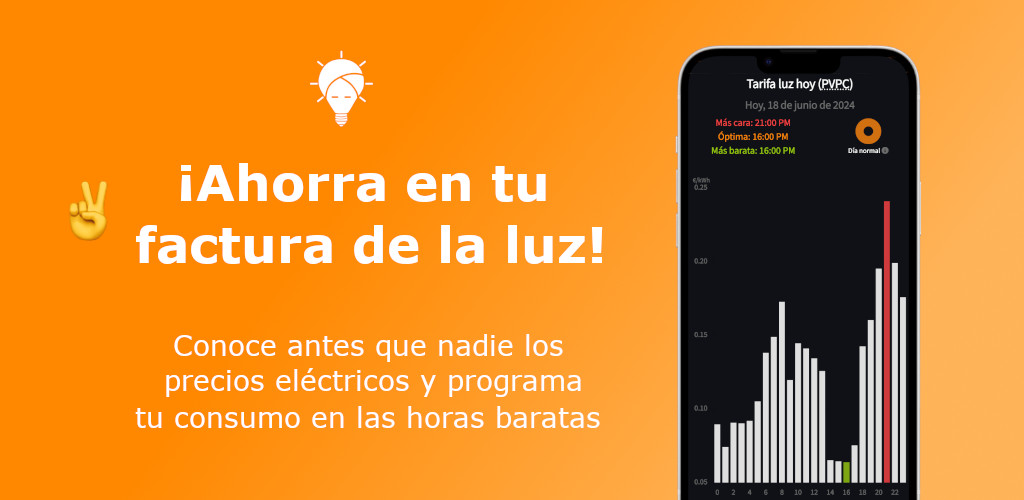 ¡Ahorra en tu
factura de la luz!
Conoce antes que nadie los
precios eléctricos y programa
tu consumo en las horas baratas
Tarifa luz hoy (PVPC)
Hoy, 18 de junio de 2024
Más cara: 21:00 PM
Óptima: 16:00 PM
Más barata: 16:00 PM
Día normal
€/kWh
0.25
0.20
0.15
0.10
0.05
0 2 4 6 8 10 12 14 16 18 20 22